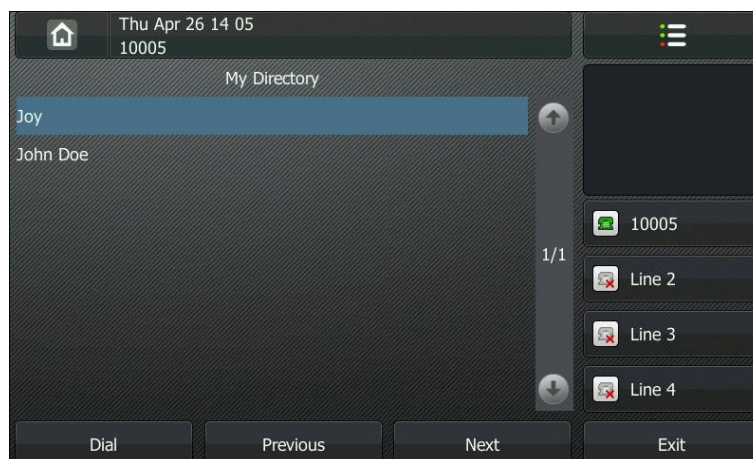 Thu Apr 26 14 05
10005
My Directory
Joy
John Doe
1/1
10005
Line 2
Line 3
Line 4
Dial
Previous
Next
Exit